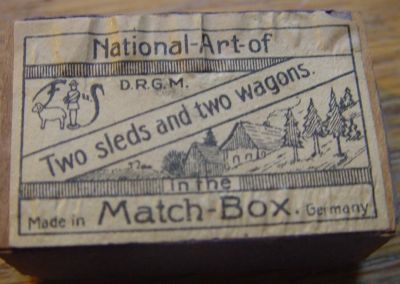 National-Art-of
D.R.G.M.
Two sleds and two wagons.
In the
Match-Box.
Made in Germany